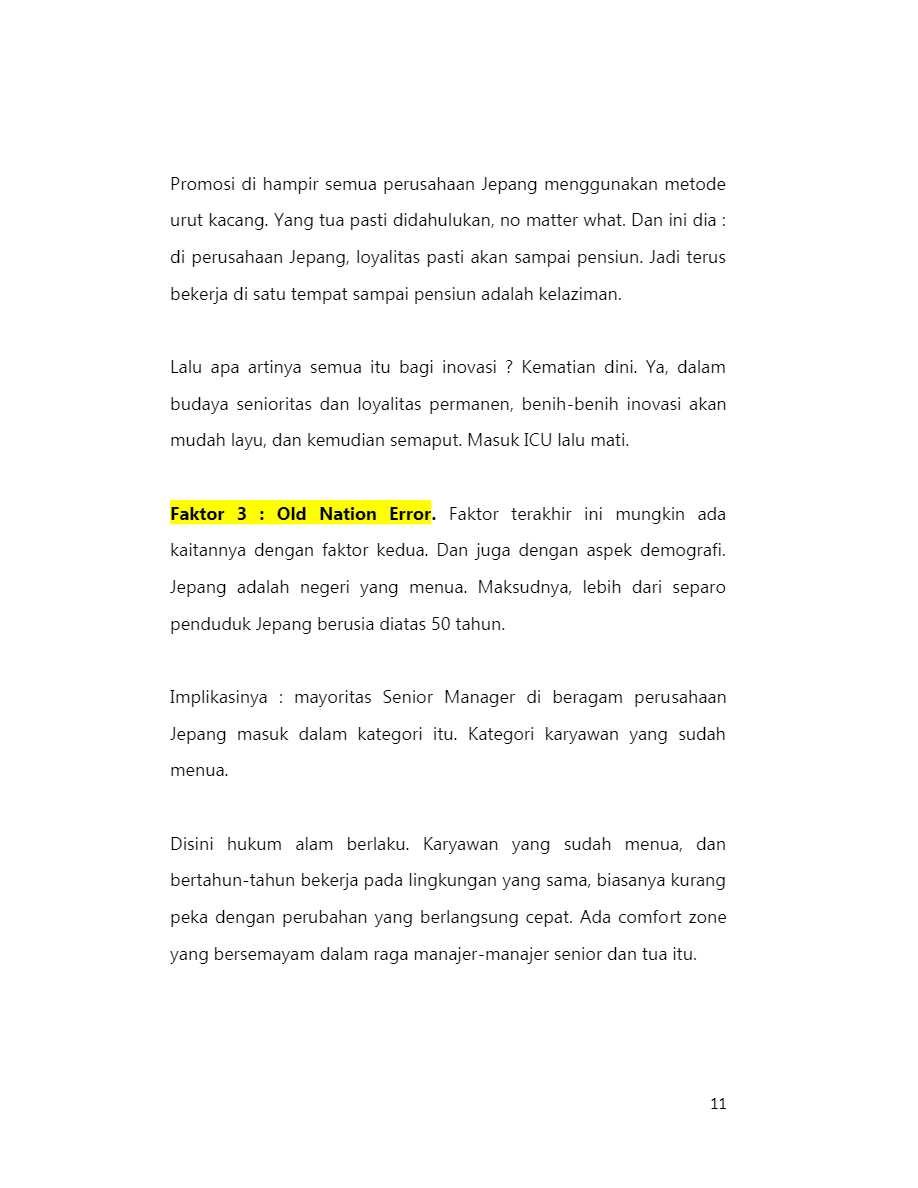 Promosi di hampir semua perusahaan Jepang menggunakan metode
urut kacang. Yang tua pasti didahulukan, no matter what. Dan ini dia :
di perusahaan Jepang, loyalitas pasti akan sampai pensiun. Jadi terus
bekerja di satu tempat sampai pensiun adalah kelaziman.
Lalu apa artinya semua itu bagi inovasi ? Kematian dini. Ya, dalam
budaya senioritas dan loyalitas permanen, benih-benih inovasi akan
mudah layu, dan kemudian semaput. Masuk ICU lalu mati.
Faktor 3 : Old Nation Error. Faktor terakhir ini mungkin ada
kaitannya dengan faktor kedua. Dan juga dengan aspek demografi.
Jepang adalah negeri yang menua. Maksudnya, lebih dari separo
penduduk Jepang berusia diatas 50 tahun.
Implikasinya : mayoritas Senior Manager di beragam perusahaan
Jepang masuk dalam kategori itu. Kategori karyawan yang sudah
menua.
Disini hukum alam berlaku. Karyawan yang sudah menua, dan
bertahun-tahun bekerja pada lingkungan yang sama, biasanya kurang
peka dengan perubahan yang berlangsung cepat. Ada comfort zone
yang bersemayam dalam raga manajer-manajer senior dan tua itu.
11